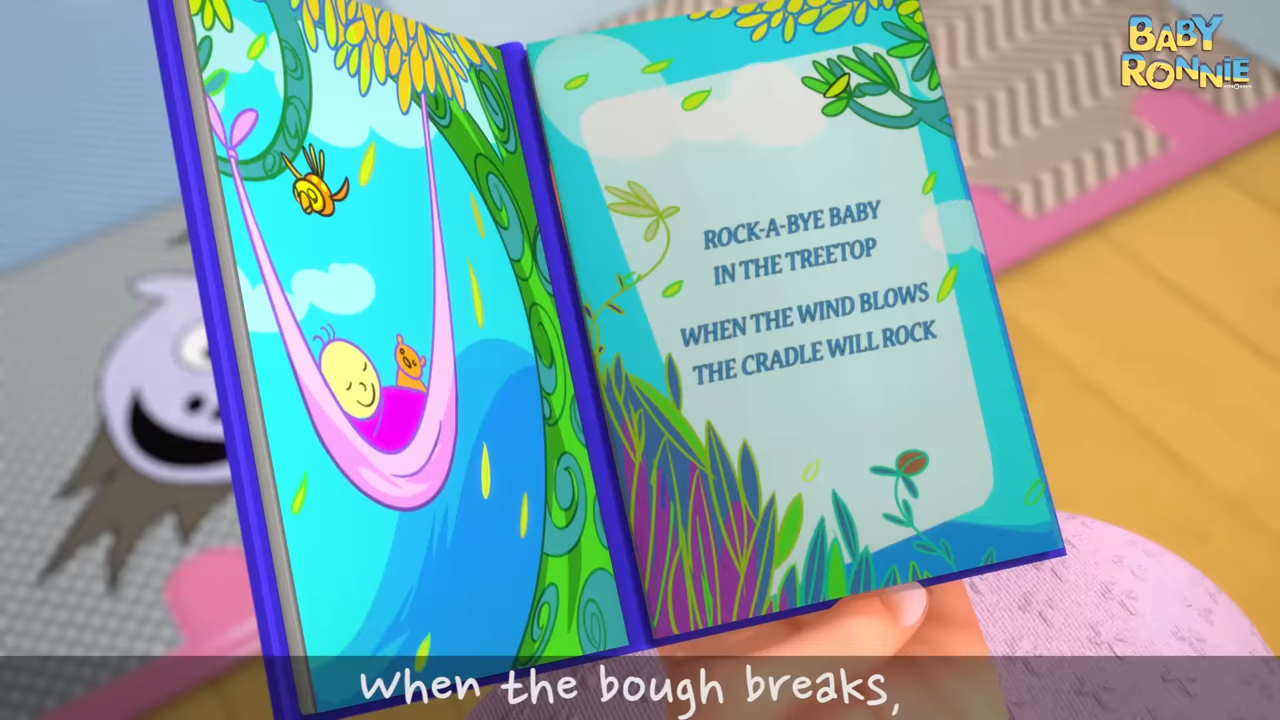 BABY
RONNIE
ROCK-A-BYE BABY
IN THE TREETOP
WHEN THE WIND BLOWS
THE CRADLE WILL ROCK
When the bough breaks,